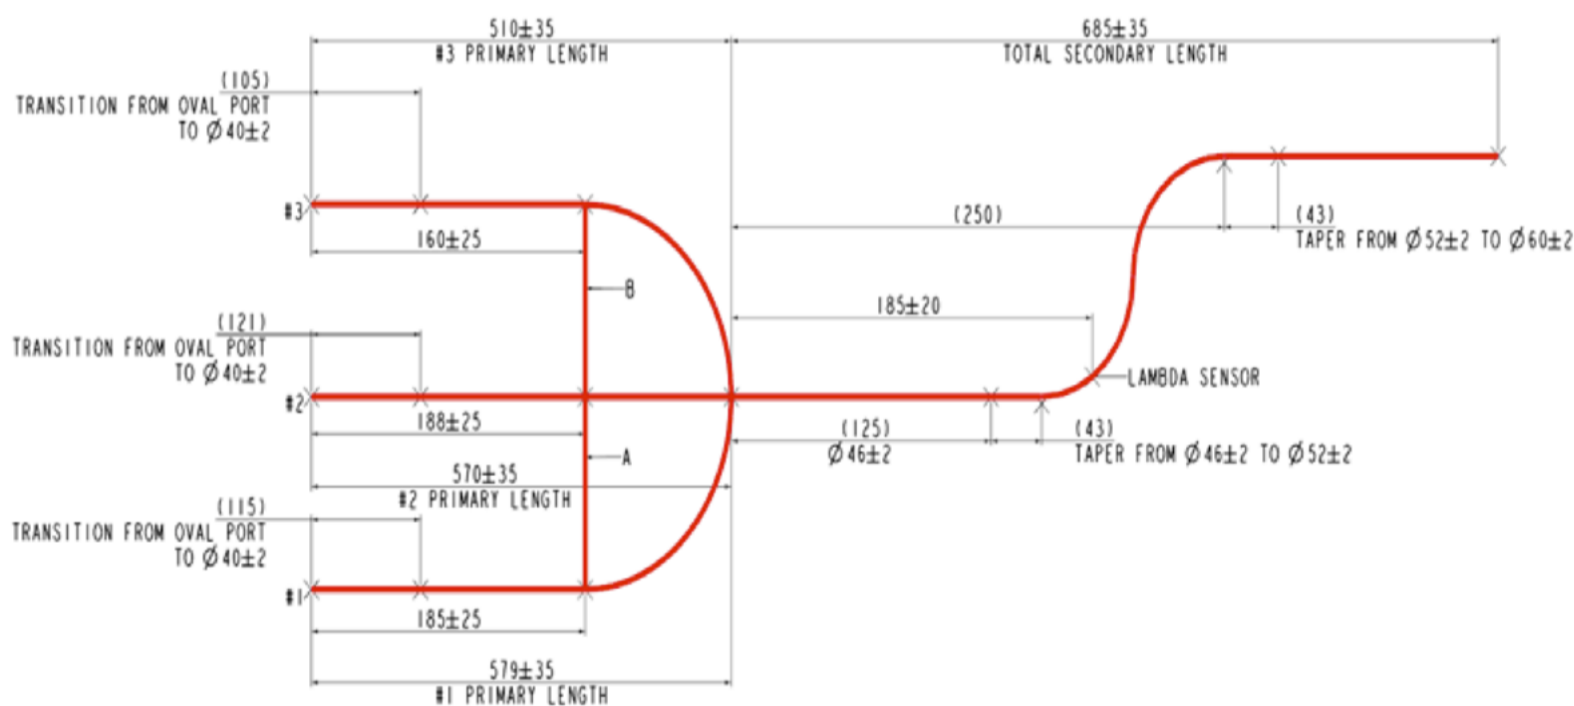 510±35
#3 PRIMARY LENGTH
685±35
TOTAL SECONDARY LENGTH
(105)
TRANSITION FROM OVAL PORT
TO Ø40±2
#3
160±25
(250)
(43)
TAPER FROM Ø52±2 TO Ø60±2
B
185±20
(121)
TRANSITION FROM OVAL PORT
TO Ø40±2
LAMBDA SENSOR
#2
188±25
(125)
Ø46±2
(43)
TAPER FROM Ø46±2 TO Ø52±2
A
570±35
#2 PRIMARY LENGTH
(115)
TRANSITION FROM OVAL PORT
TO Ø40±2
#1
185±25
579±35
#1 PRIMARY LENGTH